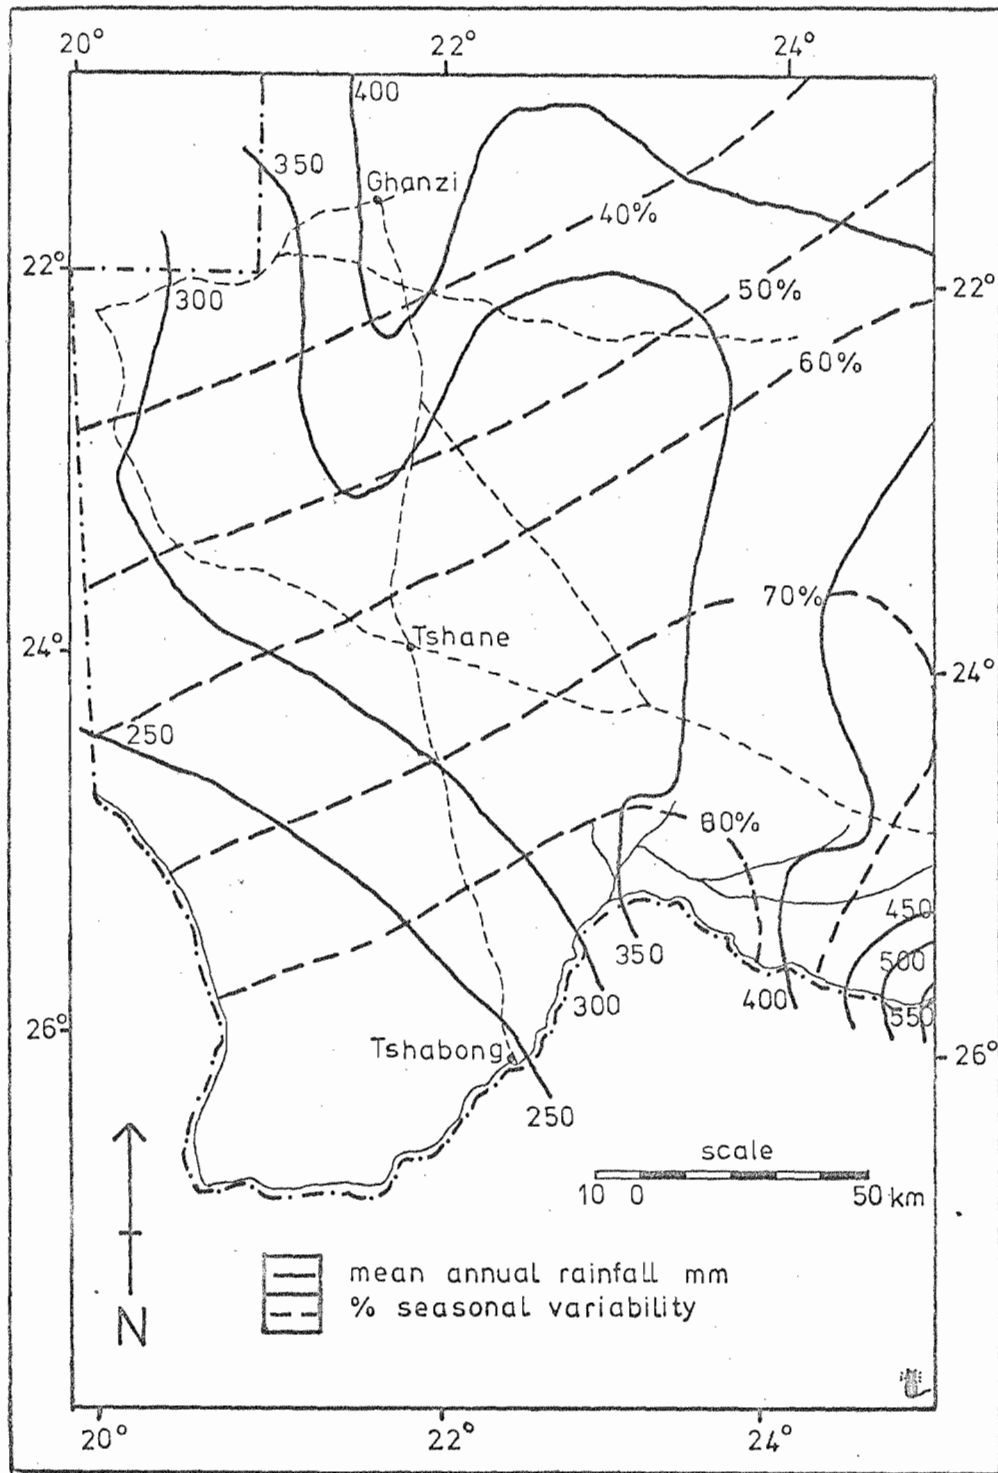 20° 22° 24°
400
350
Ghanzi
40%
22°
300
50%
22°
60%
70%
Tshane
24°
24°
250
80%
450
350
500
300
400
550
26°
Tshabong
26°
250
scale
10 0 50 km
N
mean annual rainfall mm
% seasonal variability
20° 22° 24°